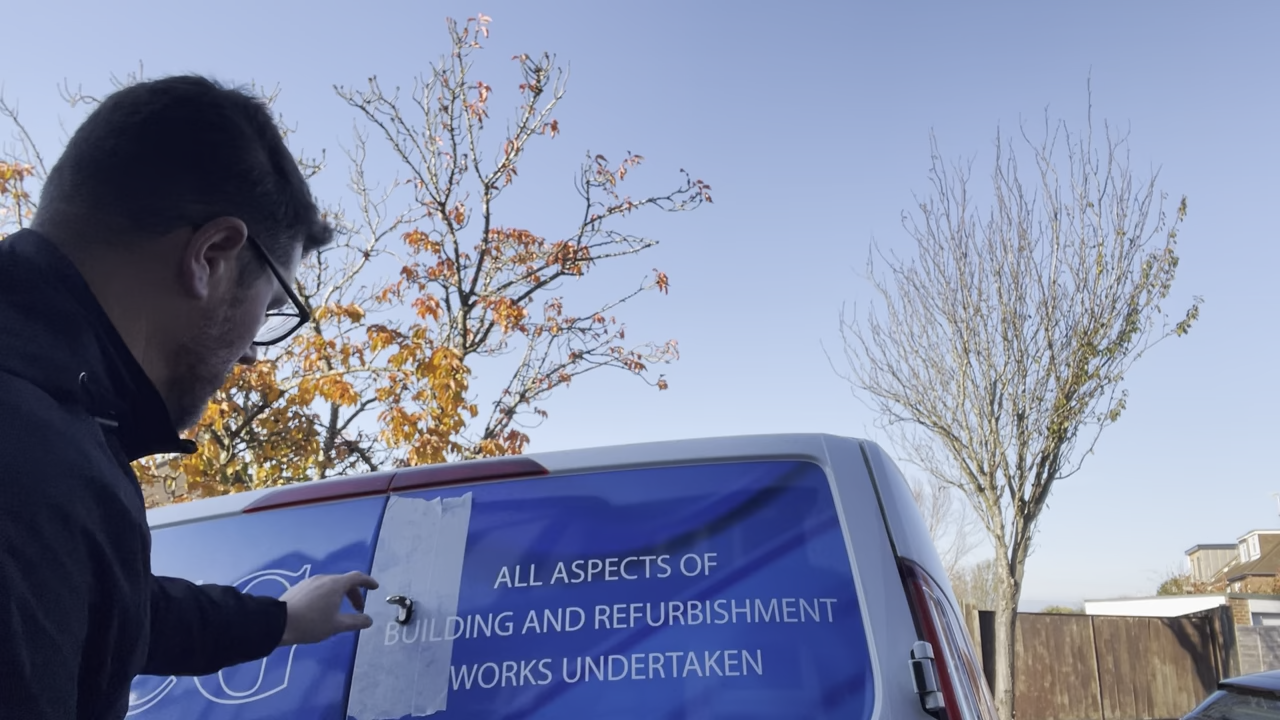 ALL ASPECTS OF
BUILDING AND REFURBISHMENT
WORKS UNDERTAKEN